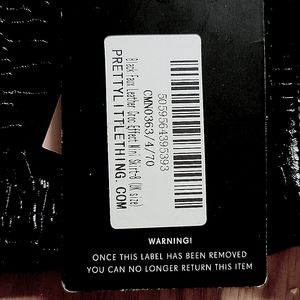 5059564395393
CMN0363/4/70
Black Faux Leather Croc Effect Mini Skirt-8 (UK size)
PRETTYLITTLETHING.COM
WARNING!
ONCE THIS LABEL HAS BEEN REMOVED
YOU CAN NO LONGER RETURN THIS ITEM